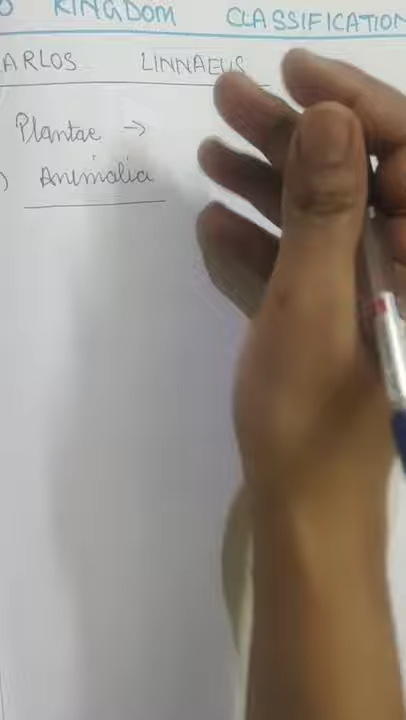 O KINGDOM CLASSIFICATION
ARLOS LINNAEUS
Plantae →
) Animalia